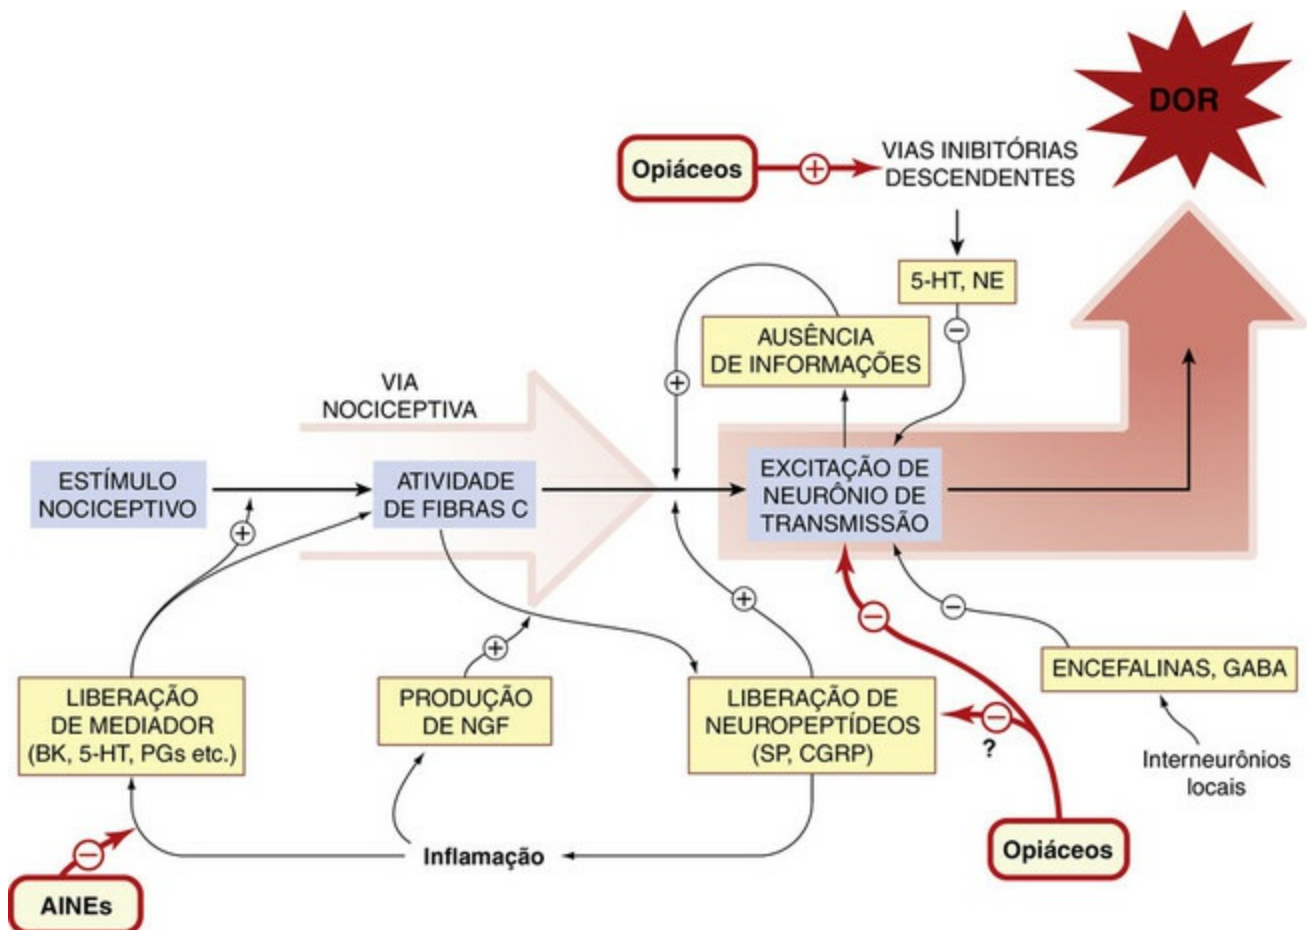 DOR
Opiáceos
+
VIAS INIBITÓRIAS
DESCENDENTES
5-HT, NE
−
AUSÊNCIA
DE INFORMAÇÕES
+
VIA
NOCICEPTIVA
ESTÍMULO
NOCICEPTIVO
ATIVIDADE
DE FIBRAS C
EXCITAÇÃO DE
NEURÔNIO DE
TRANSMISSÃO
+
+
+
−
−
LIBERAÇÃO
DE MEDIADOR
(BK, 5-HT, PGs etc.)
PRODUÇÃO
DE NGF
LIBERAÇÃO DE
NEUROPEPTÍDEOS
(SP, CGRP)
−
?
ENCEFALINAS, GABA
Interneurônios
locais
Inflamação
Opiáceos
−
AINEs